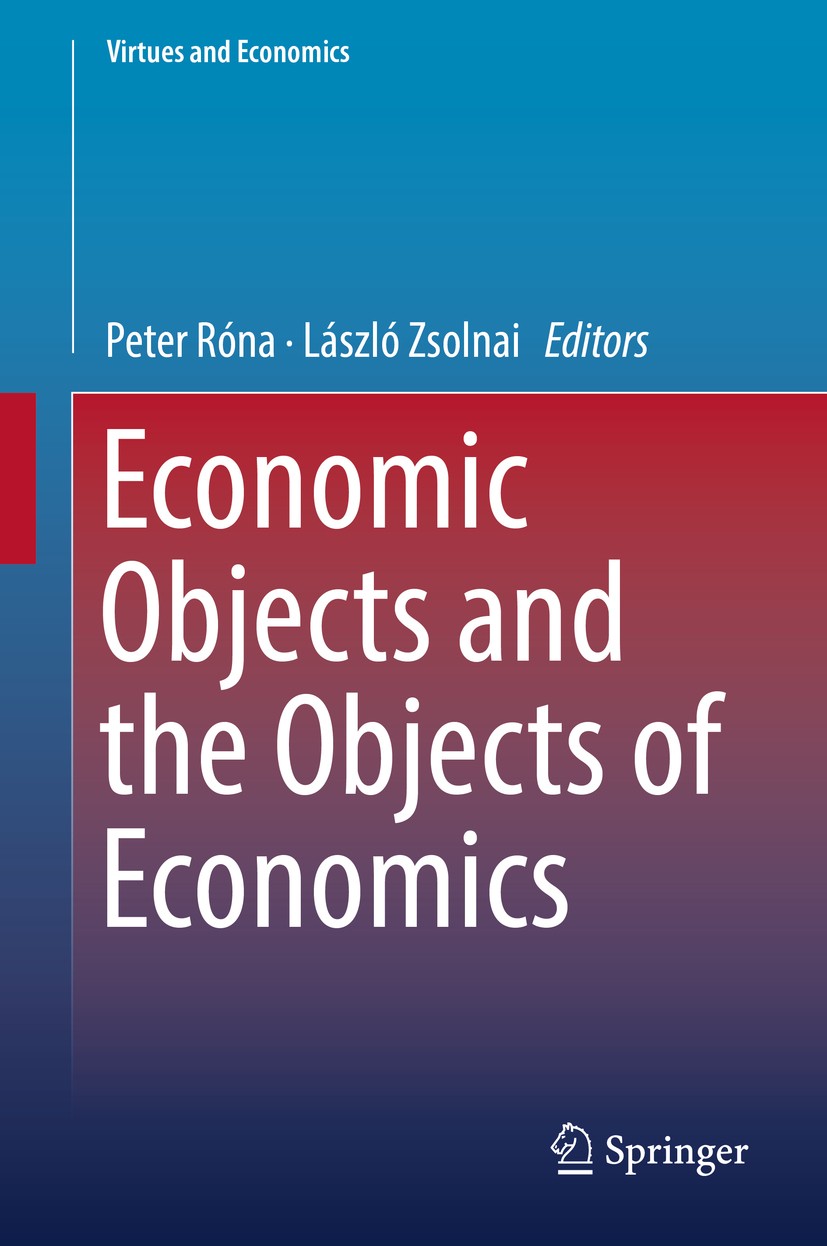 Virtues and Economics
Peter Róna · László Zsolnai Editors
Economic
Objects and
the Objects of
Economics
Springer